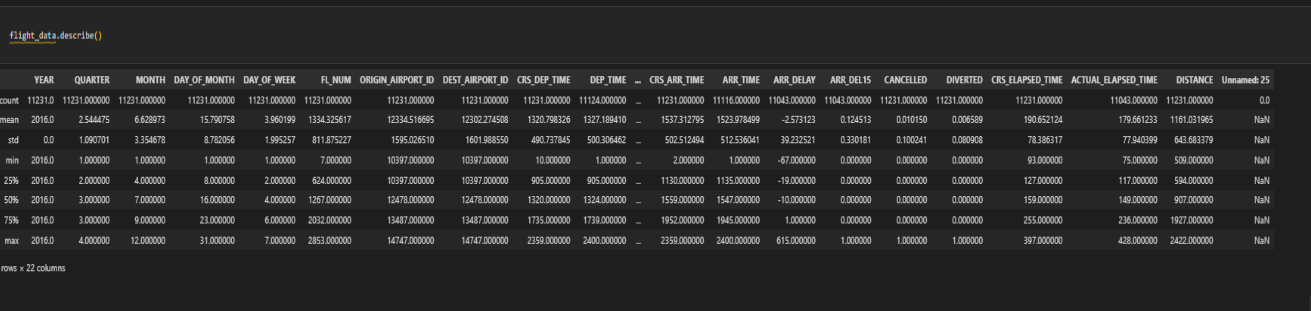 flight_data.describe()
YEAR QUARTER MONTH DAY_OF_MONTH DAY_OF_WEEK FL_NUM ORIGIN_AIRPORT_ID DEST_AIRPORT_ID CRS_DEP_TIME DEP_TIME ... CRS_ARR_TIME ARR_TIME ARR_DELAY ARR_DEL15 CANCELLED DIVERTED CRS_ELAPSED_TIME ACTUAL_ELAPSED_TIME DISTANCE Unnamed: 25
count 11231.0 11231.000000 11231.000000 11231.000000 11231.000000 11231.000000 11231.000000 11231.000000 11231.000000 11124.000000 ... 11231.000000 11116.000000 11043.000000 11043.000000 11231.000000 11231.000000 11231.000000 11043.000000 11231.000000 0.0
mean 2016.0 2.544475 6.628973 15.790758 3.960199 1334.325617 12334.516695 12302.274508 1320.798326 1327.189410 ... 1537.312795 1523.978499 -2.573123 0.124513 0.010150 0.006589 190.652124 179.661233 1161.031965 NaN
std 0.0 1.090701 3.354678 8.782056 1.995257 811.875227 1595.026510 1601.988550 490.737845 500.306462 ... 502.512494 512.536041 39.232521 0.330181 0.100241 0.080908 78.386317 77.940399 643.683379 NaN
min 2016.0 1.000000 1.000000 1.000000 1.000000 7.000000 10397.000000 10397.000000 10.000000 1.000000 ... 2.000000 1.000000 -67.000000 0.000000 0.000000 0.000000 93.000000 75.000000 509.000000 NaN
25% 2016.0 2.000000 4.000000 8.000000 2.000000 624.000000 10397.000000 10397.000000 905.000000 905.000000 ... 1130.000000 1135.000000 -19.000000 0.000000 0.000000 0.000000 127.000000 117.000000 594.000000 NaN
50% 2016.0 3.000000 7.000000 16.000000 4.000000 1267.000000 12478.000000 12478.000000 1320.000000 1324.000000 ... 1559.000000 1547.000000 -10.000000 0.000000 0.000000 0.000000 159.000000 149.000000 907.000000 NaN
75% 2016.0 3.000000 9.000000 23.000000 6.000000 2032.000000 13487.000000 13487.000000 1735.000000 1739.000000 ... 1952.000000 1945.000000 1.000000 0.000000 0.000000 0.000000 255.000000 236.000000 1927.000000 NaN
max 2016.0 4.000000 12.000000 31.000000 7.000000 2853.000000 14747.000000 14747.000000 2359.000000 2400.000000 ... 2359.000000 2400.000000 615.000000 1.000000 1.000000 1.000000 397.000000 428.000000 2422.000000 NaN
rows × 22 columns